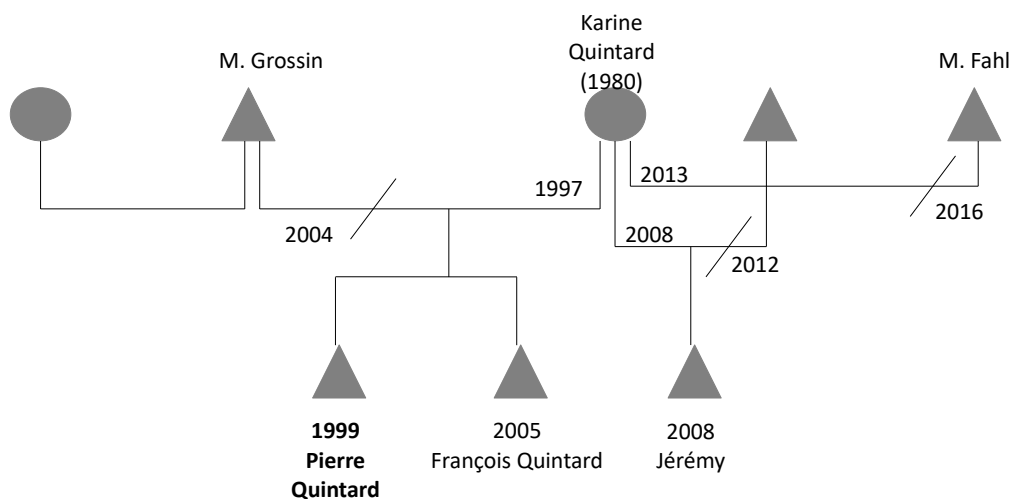 Karine
Quintard
(1980)
M. Grossin
M. Fahl
1997
2013
2004
2008
2016
2012
1999
Pierre
Quintard
2005
François Quintard
2008
Jérémy